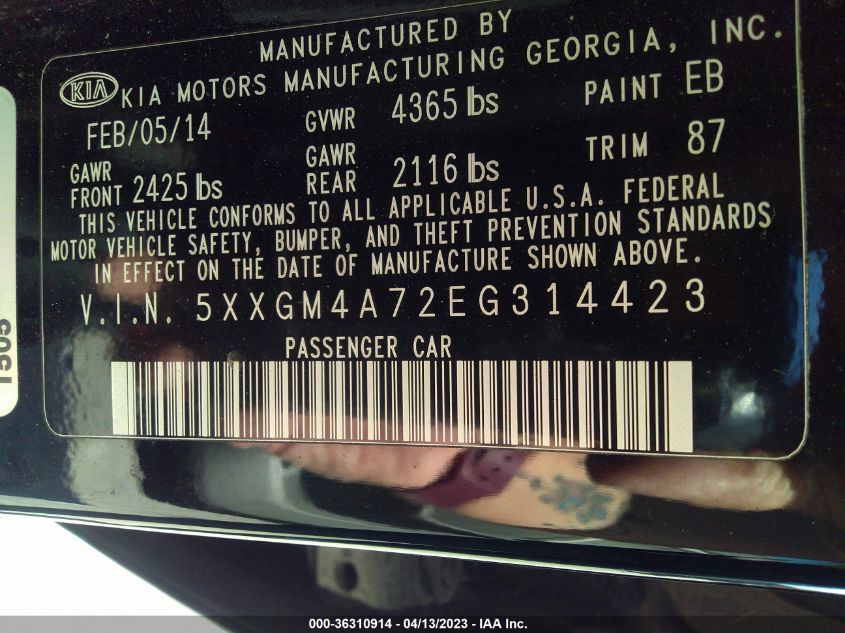 MANUFACTURED BY
KIA KIA MOTORS MANUFACTURING GEORGIA, INC.
FEB/05/14 GVWR 4365 lbs PAINT EB
GAWR FRONT 2425 lbs GAWR REAR 2116 lbs TRIM 87
THIS VEHICLE CONFORMS TO ALL APPLICABLE U.S.A. FEDERAL
MOTOR VEHICLE SAFETY, BUMPER, AND THEFT PREVENTION STANDARDS
IN EFFECT ON THE DATE OF MANUFACTURE SHOWN ABOVE.
V.I.N. 5XXGM4A72EG314423
PASSENGER CAR
000-36310914 - 04/13/2023 - IAA Inc.